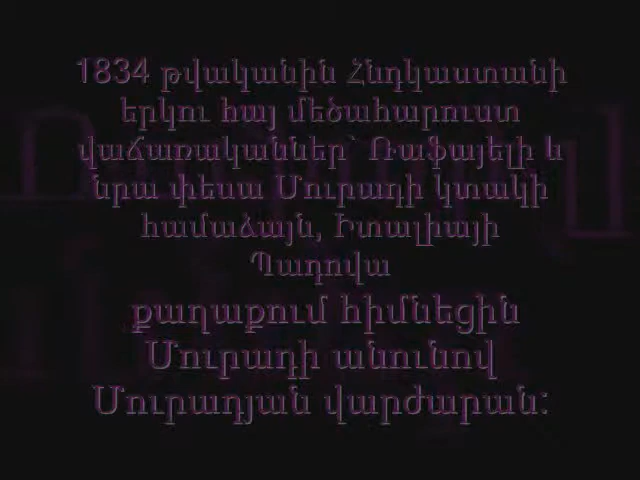 1834 թվականին Հնդկաստանի
երկու հայ մեծահարուստ
վաճառականներ՝ Ռաֆայելի և
նրա փեսա Մուրադի կտակի
համաձայն, Իտալիայի
Պադովա
քաղաքում հիմնեցին
Մուրադի անունով
Մուրադյան վարժարան: